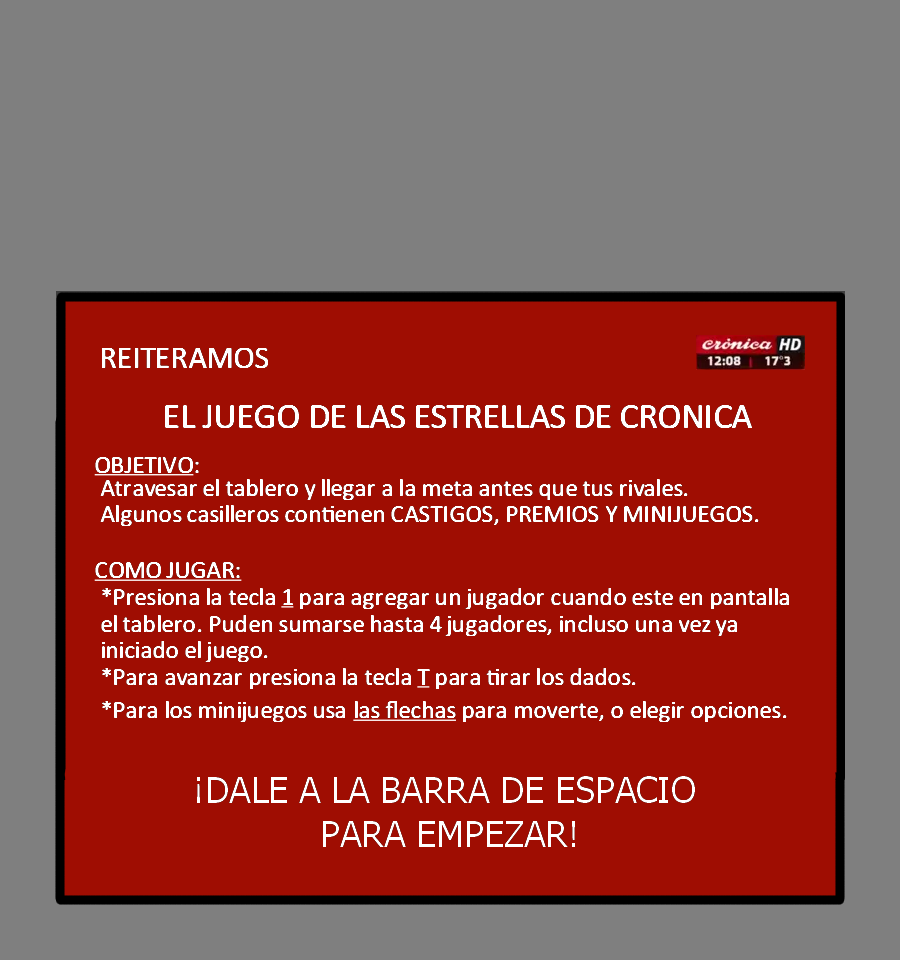 REITERAMOS
crònica HD
12:08 | 17°3
EL JUEGO DE LAS ESTRELLAS DE CRONICA
OBJETIVO:
Atravesar el tablero y llegar a la meta antes que tus rivales.
Algunos casilleros contienen CASTIGOS, PREMIOS Y MINIJUEGOS.
COMO JUGAR:
*Presiona la tecla 1 para agregar un jugador cuando este en pantalla
el tablero. Puden sumarse hasta 4 jugadores, incluso una vez ya
iniciado el juego.
*Para avanzar presiona la tecla T para tirar los dados.
*Para los minijuegos usa las flechas para moverte, o elegir opciones.
¡DALE A LA BARRA DE ESPACIO
PARA EMPEZAR!